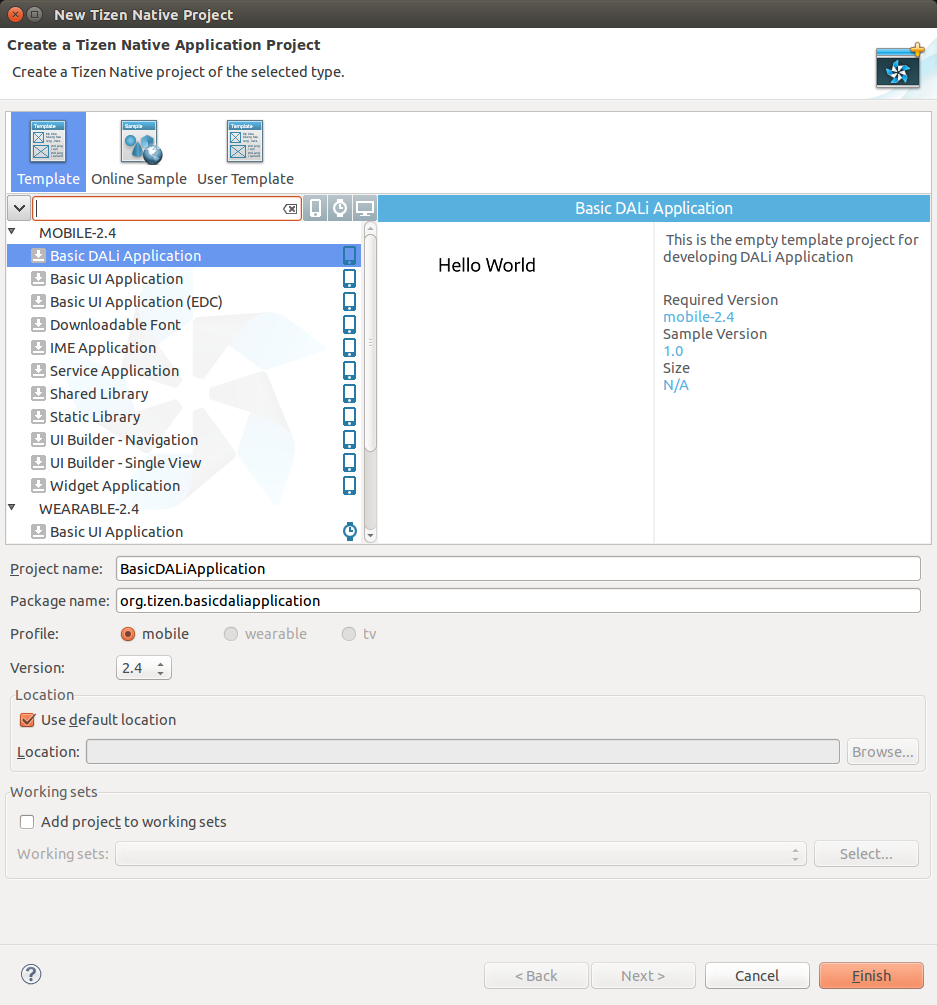 New Tizen Native Project
Create a Tizen Native Application Project
Create a Tizen Native project of the selected type.
Template
Online Sample
User Template
Basic DALi Application
MOBILE-2.4
Basic DALi Application
Basic UI Application
Basic UI Application (EDC)
Downloadable Font
IME Application
Service Application
Shared Library
Static Library
UI Builder - Navigation
UI Builder - Single View
Widget Application
WEARABLE-2.4
Basic UI Application
Hello World
This is the empty template project for
developing DALi Application
Required Version
mobile-2.4
Sample Version
1.0
Size
N/A
Project name: BasicDALiApplication
Package name: org.tizen.basicdaliapplication
Profile: mobile wearable tv
Version: 2.4
Location
Use default location
Location: Browse...
Working sets
Add project to working sets
Working sets: Select...
? < Back Next > Cancel Finish